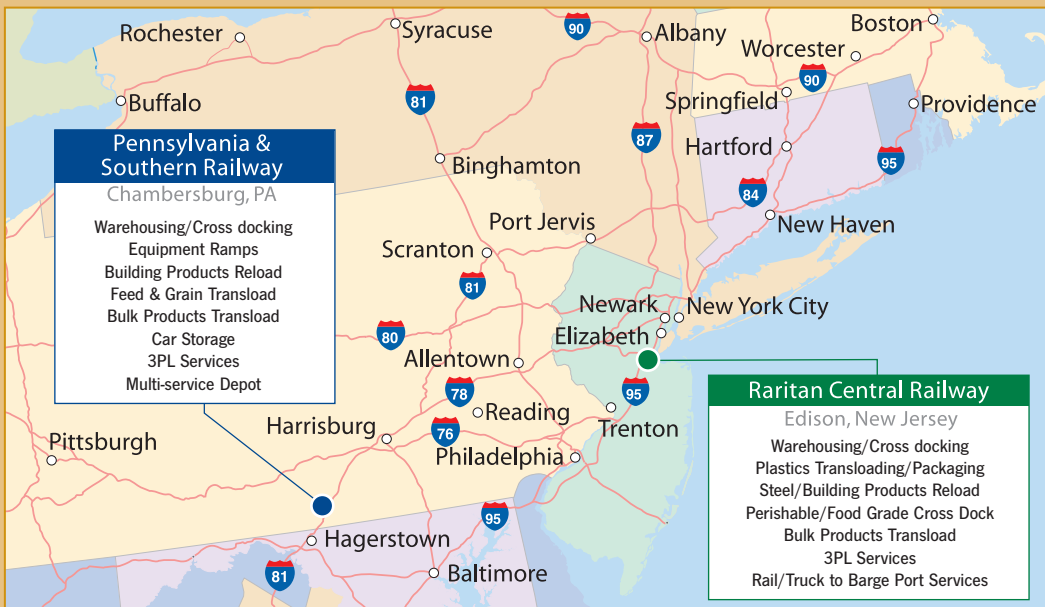 Rochester
Syracuse
90
Albany
Boston
Worcester
90
Buffalo
81
Springfield
Providence
87
Hartford
95
Binghamton
84
New Haven
Port Jervis
Scranton
81
Newark
New York City
Elizabeth
80
Allentown
78
95
Reading
Trenton
Harrisburg
76
Pittsburgh
Philadelphia
95
Hagerstown
81
Baltimore
Pennsylvania &
Southern Railway
Chambersburg, PA
Warehousing/Cross docking
Equipment Ramps
Building Products Reload
Feed & Grain Transload
Bulk Products Transload
Car Storage
3PL Services
Multi-service Depot
Raritan Central Railway
Edison, New Jersey
Warehousing/Cross docking
Plastics Transloading/Packaging
Steel/Building Products Reload
Perishable/Food Grade Cross Dock
Bulk Products Transload
3PL Services
Rail/Truck to Barge Port Services